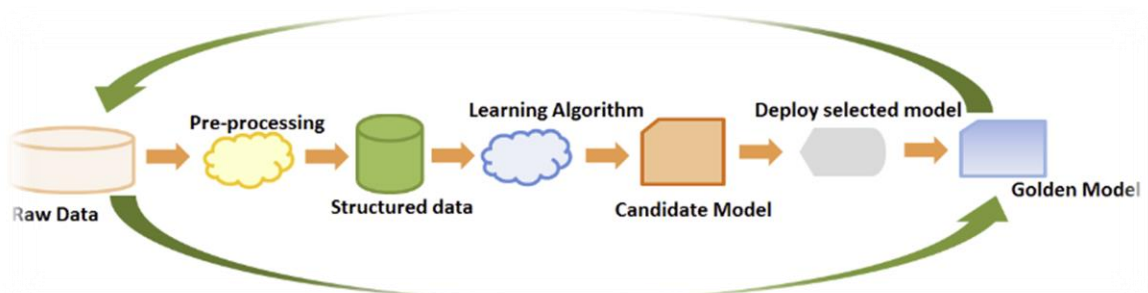 Pre-processing
Learning Algorithm
Deploy selected model
Raw Data
Structured data
Candidate Model
Golden Model